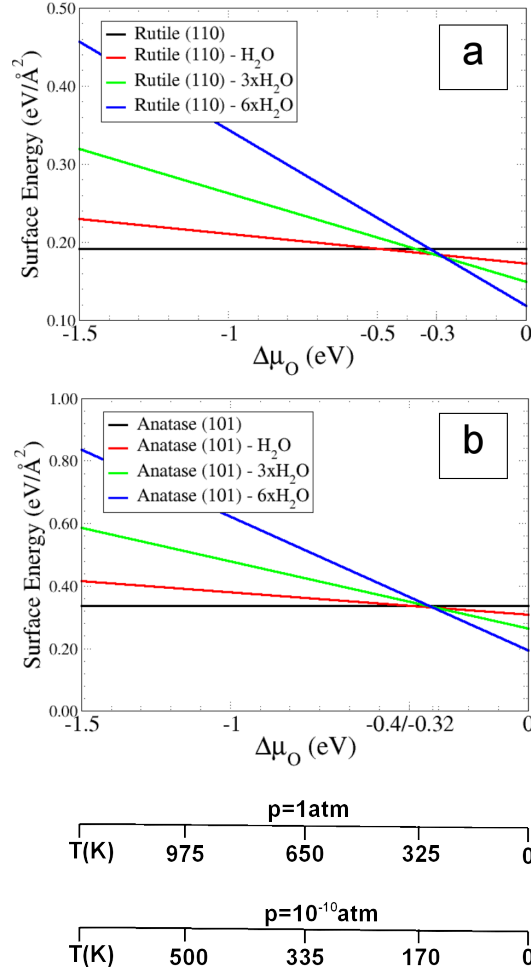 0.50
Rutile (110)
a
Rutile (110) - H₂O
0.40
Rutile (110) - 3xH₂O
Rutile (110) - 6xH₂O
0.30
0.20
0.10
Surface Energy (eV/Å²)
-1.5 -1 -0.5 -0.3 0
Δμ_O (eV)
1.00
Anatase (101)
b
Anatase (101) - H₂O
0.80
Anatase (101) - 3xH₂O
Anatase (101) - 6xH₂O
0.60
0.40
0.20
0.00
Surface Energy (eV/Å²)
-1.5 -1 -0.4/-0.32 0
Δμ_O (eV)
p=1atm
T(K) 975 650 325 0
p=10⁻¹⁰atm
T(K) 500 335 170 0